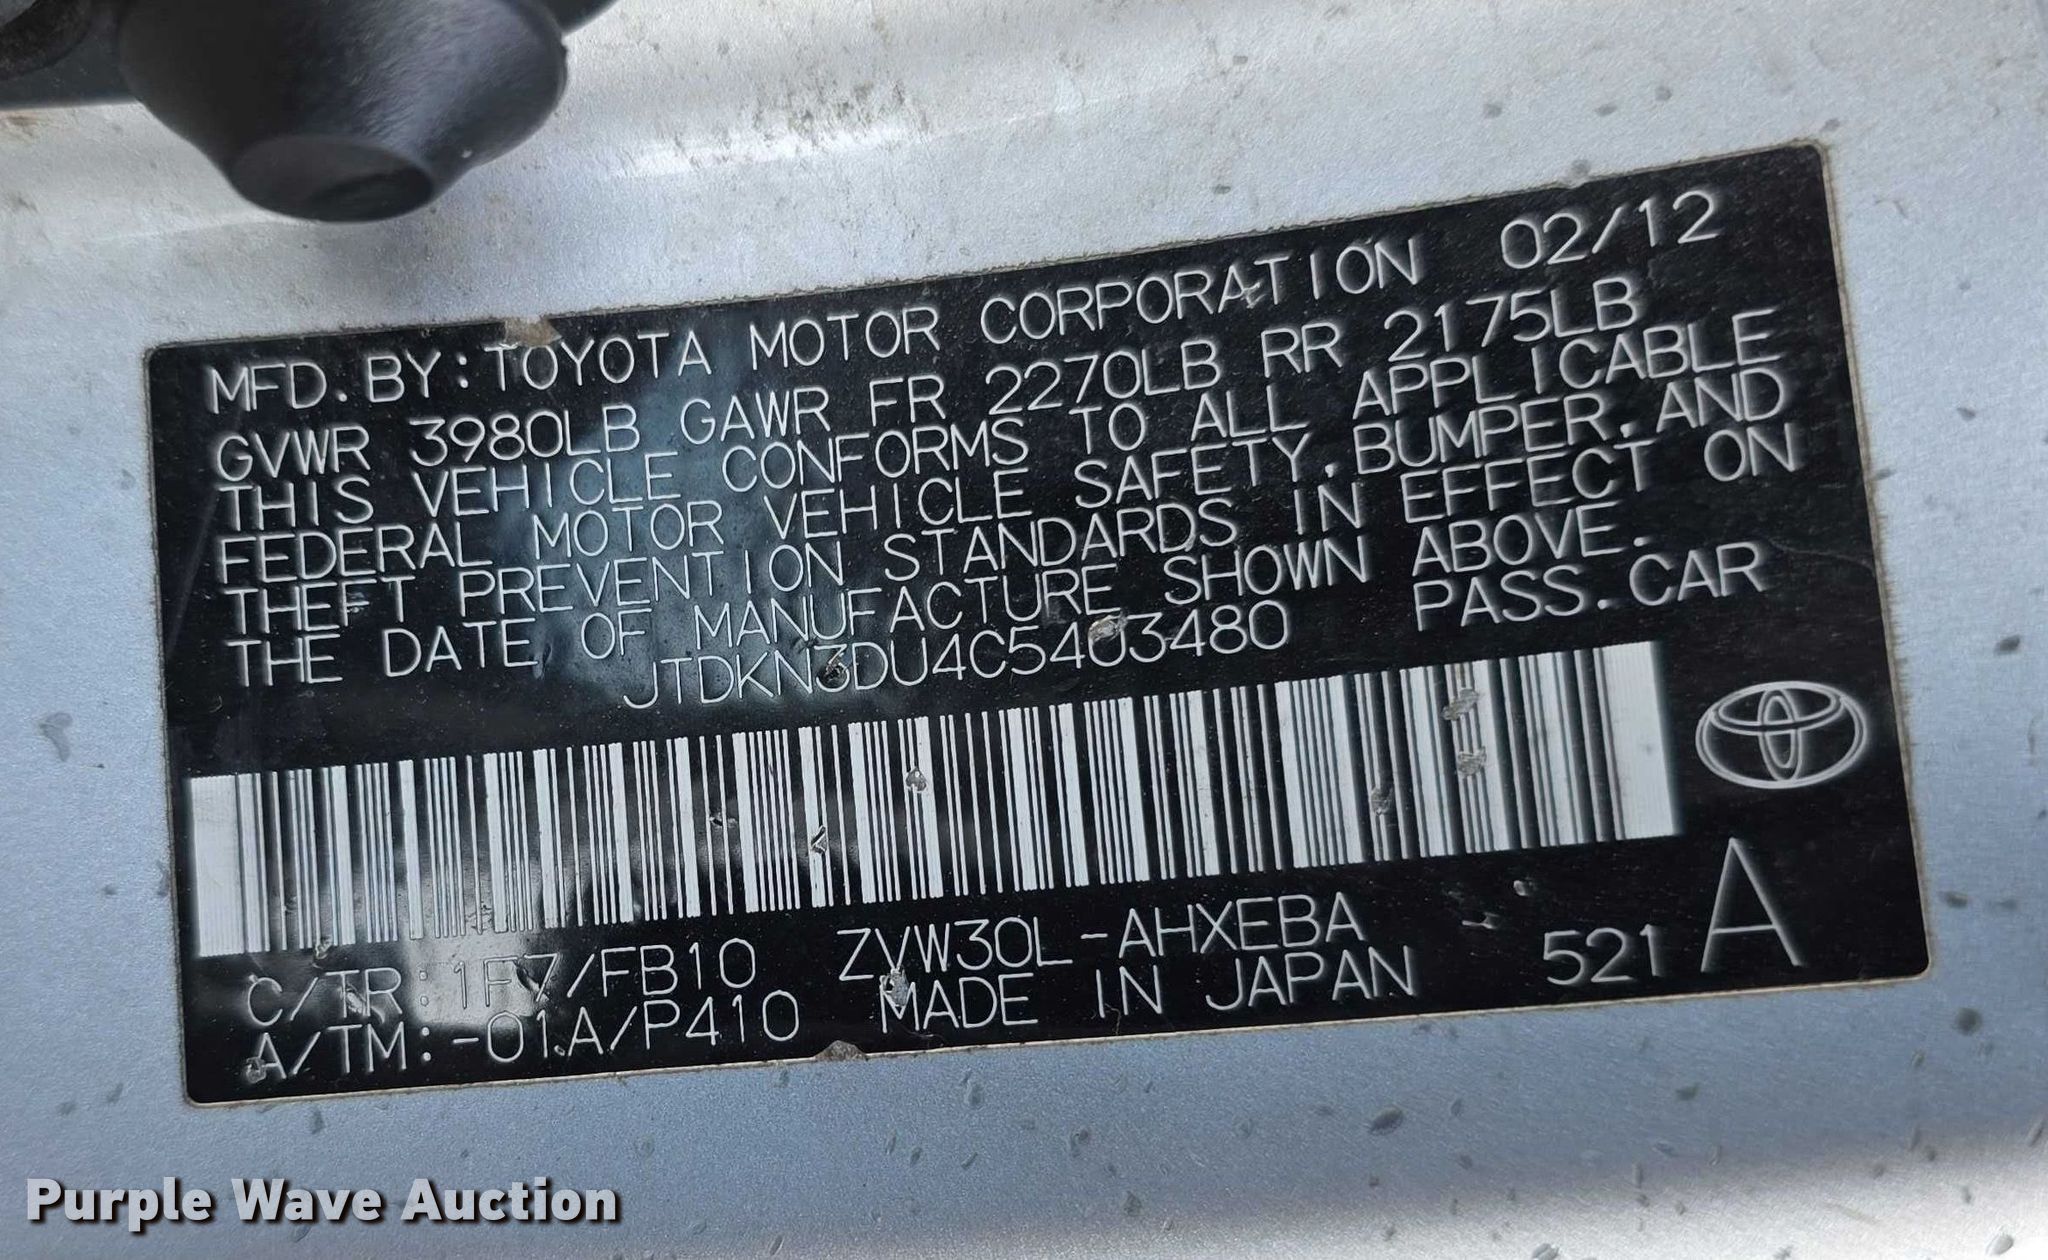 MFD. BY: TOYOTA MOTOR CORPORATION 02/12
GVWR 3980LB GAWR FR 2270LB RR 2175LB
THIS VEHICLE CONFORMS TO ALL APPLICABLE
FEDERAL MOTOR VEHICLE SAFETY, BUMPER, AND
THEFT PREVENTION STANDARDS IN EFFECT ON
THE DATE OF MANUFACTURE SHOWN ABOVE.
JTDKN3DU4C5403480 PASS. CAR
C/TR: 1F7/FB10 ZVW30L-AHXEBA
A/TM: -01A/P410 MADE IN JAPAN 521 A
Purple Wave Auction